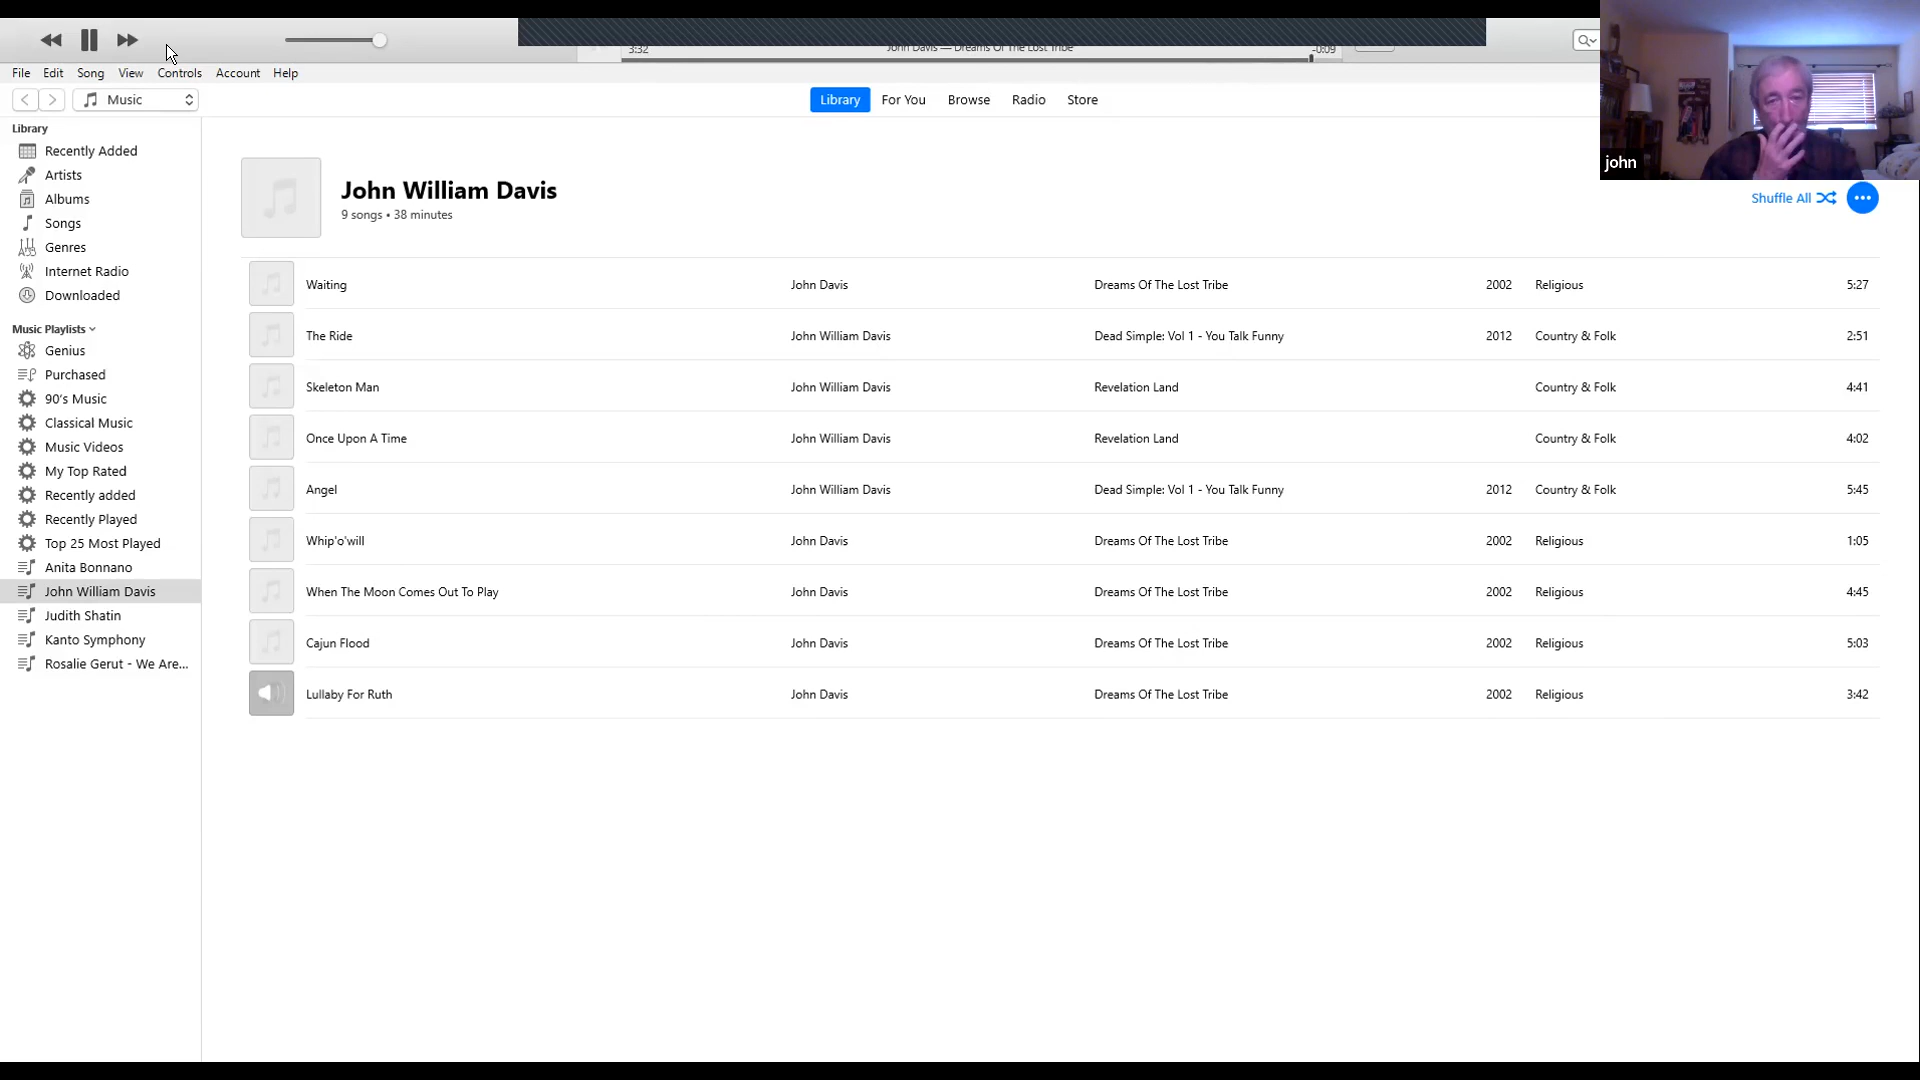 3:32 John Davis — Dreams Of The Lost Tribe -0:09
File Edit Song View Controls Account Help
Music Library For You Browse Radio Store
john
Library
Recently Added
Artists
Albums
Songs
Genres
Internet Radio
Downloaded
Music Playlists
Genius
Purchased
90's Music
Classical Music
Music Videos
My Top Rated
Recently added
Recently Played
Top 25 Most Played
Anita Bonnano
John William Davis
Judith Shatin
Kanto Symphony
Rosalie Gerut - We Are...
John William Davis
9 songs • 38 minutes
Shuffle All
Waiting John Davis Dreams Of The Lost Tribe 2002 Religious 5:27
The Ride John William Davis Dead Simple: Vol 1 - You Talk Funny 2012 Country & Folk 2:51
Skeleton Man John William Davis Revelation Land Country & Folk 4:41
Once Upon A Time John William Davis Revelation Land Country & Folk 4:02
Angel John William Davis Dead Simple: Vol 1 - You Talk Funny 2012 Country & Folk 5:45
Whip'o'will John Davis Dreams Of The Lost Tribe 2002 Religious 1:05
When The Moon Comes Out To Play John Davis Dreams Of The Lost Tribe 2002 Religious 4:45
Cajun Flood John Davis Dreams Of The Lost Tribe 2002 Religious 5:03
Lullaby For Ruth John Davis Dreams Of The Lost Tribe 2002 Religious 3:42